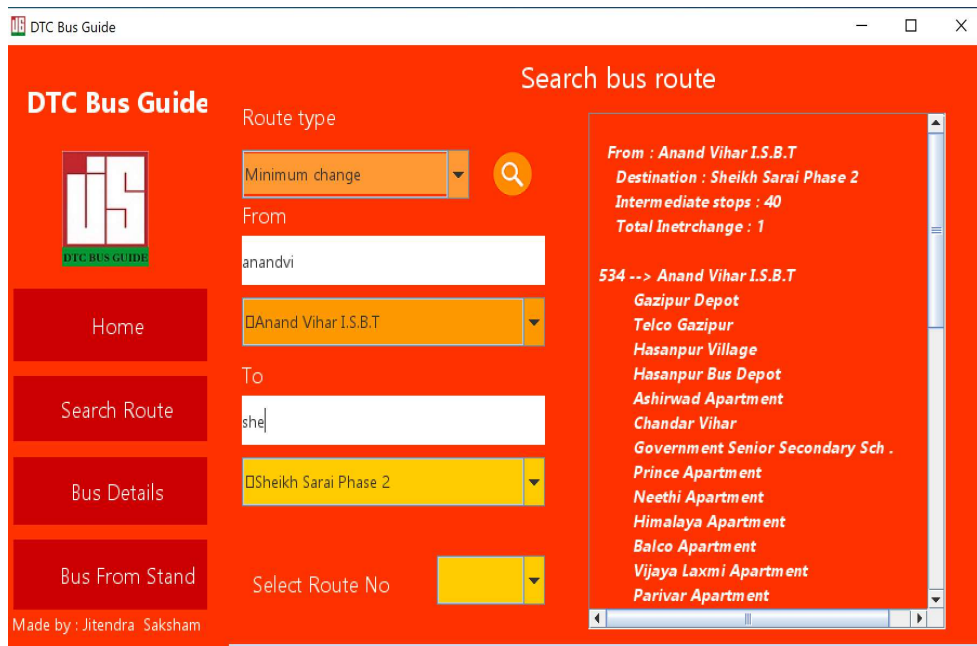 DTC Bus Guide
DTC Bus Guide
JS
DTC BUS GUIDE
Home
Search Route
Bus Details
Bus From Stand
Made by : Jitendra Saksham
Search bus route
Route type
Minimum change
From
anandvi
Anand Vihar I.S.B.T
To
she
Sheikh Sarai Phase 2
Select Route No
From : Anand Vihar I.S.B.T
Destination : Sheikh Sarai Phase 2
Intermediate stops : 40
Total Inetrchange : 1
534 --> Anand Vihar I.S.B.T
Gazipur Depot
Telco Gazipur
Hasanpur Village
Hasanpur Bus Depot
Ashirwad Apartment
Chandar Vihar
Government Senior Secondary Sch .
Prince Apartment
Neethi Apartment
Himalaya Apartment
Balco Apartment
Vijaya Laxmi Apartment
Parivar Apartment